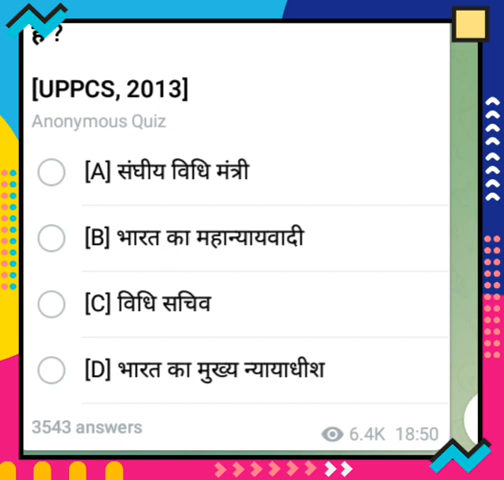 है ?
[UPPCS, 2013]
Anonymous Quiz
[A] संघीय विधि मंत्री
[B] भारत का महान्यायवादी
[C] विधि सचिव
[D] भारत का मुख्य न्यायाधीश
3543 answers
6.4K 18:50